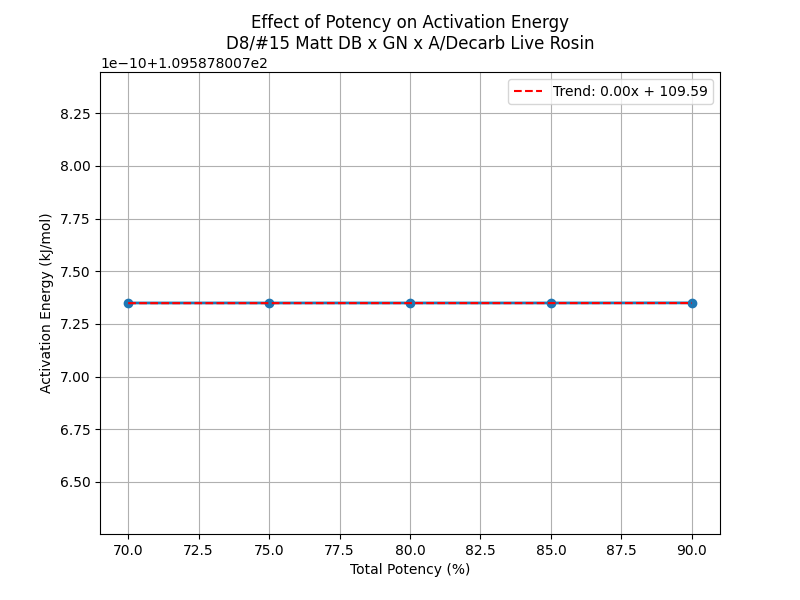 Effect of Potency on Activation Energy
D8/#15 Matt DB x GN x A/Decarb Live Rosin
1e−10+1.095878007e2
Trend: 0.00x + 109.59
8.25
8.00
7.75
7.50
7.25
7.00
6.75
6.50
Activation Energy (kJ/mol)
70.0 72.5 75.0 77.5 80.0 82.5 85.0 87.5 90.0
Total Potency (%)